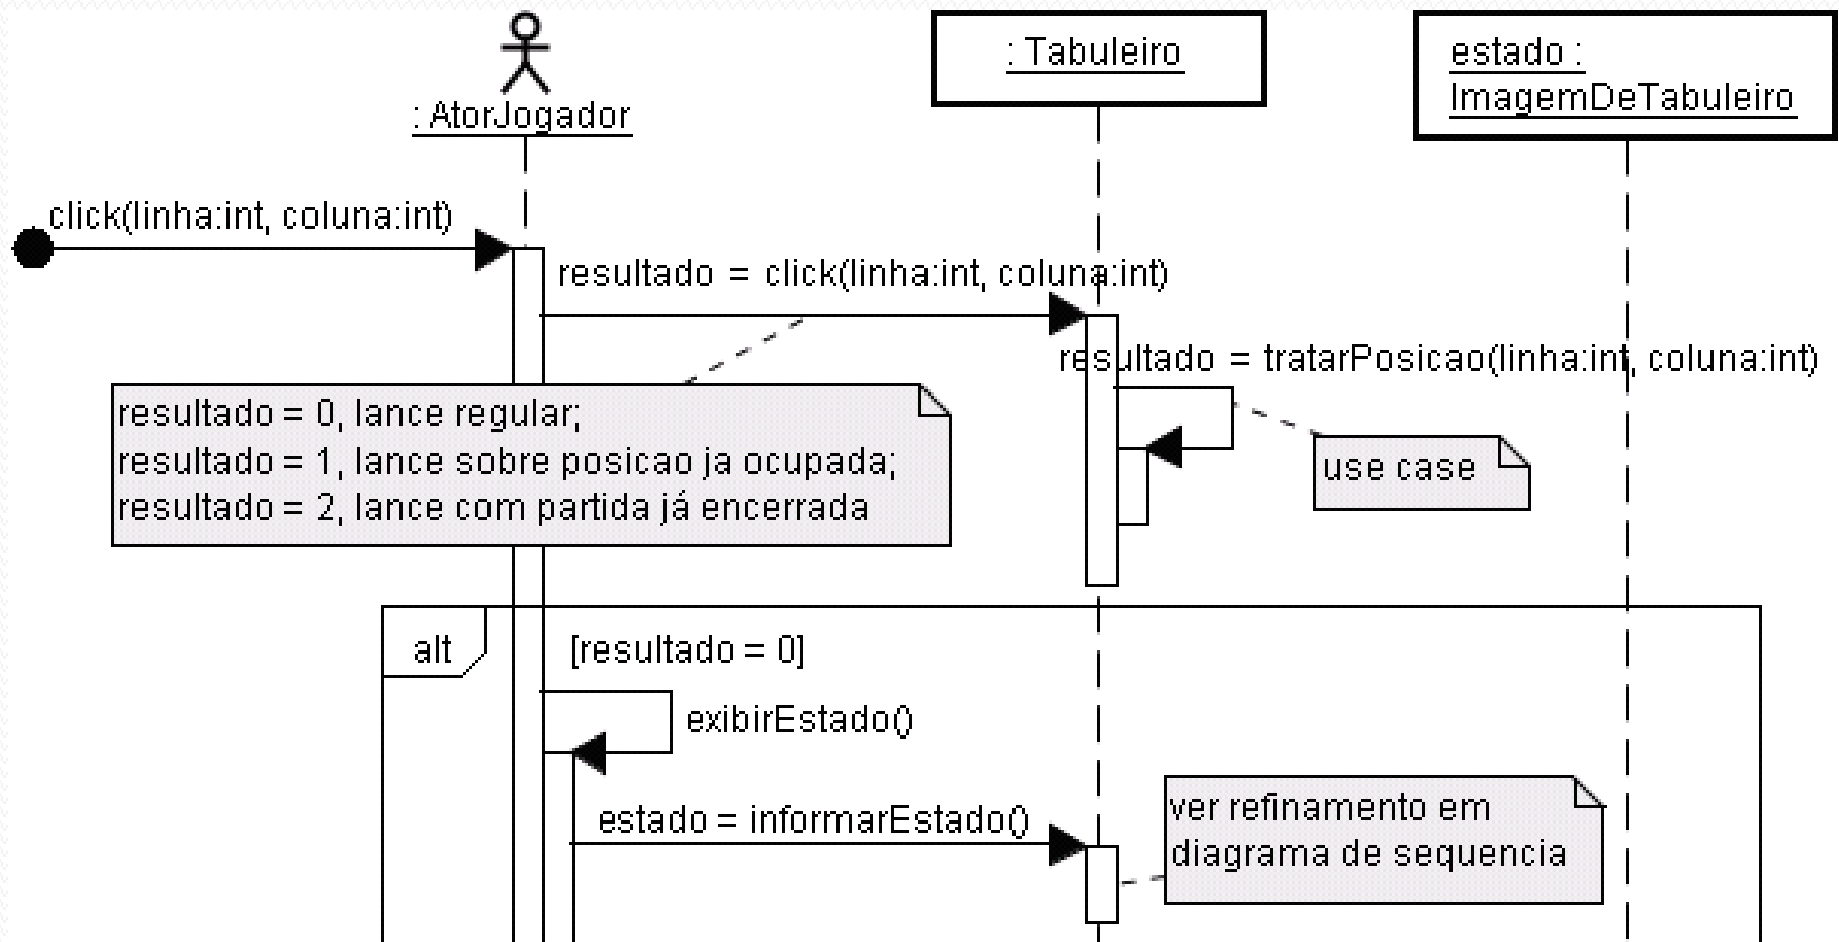 : AtorJogador
: Tabuleiro
estado :
ImagemDeTabuleiro
click(linha:int, coluna:int)
resultado = click(linha:int, coluna:int)
resultado = tratarPosicao(linha:int, coluna:int)
resultado = 0, lance regular;
resultado = 1, lance sobre posicao ja ocupada;
resultado = 2, lance com partida já encerrada
use case
alt
[resultado = 0]
exibirEstado()
estado = informarEstado()
ver refinamento em
diagrama de sequencia